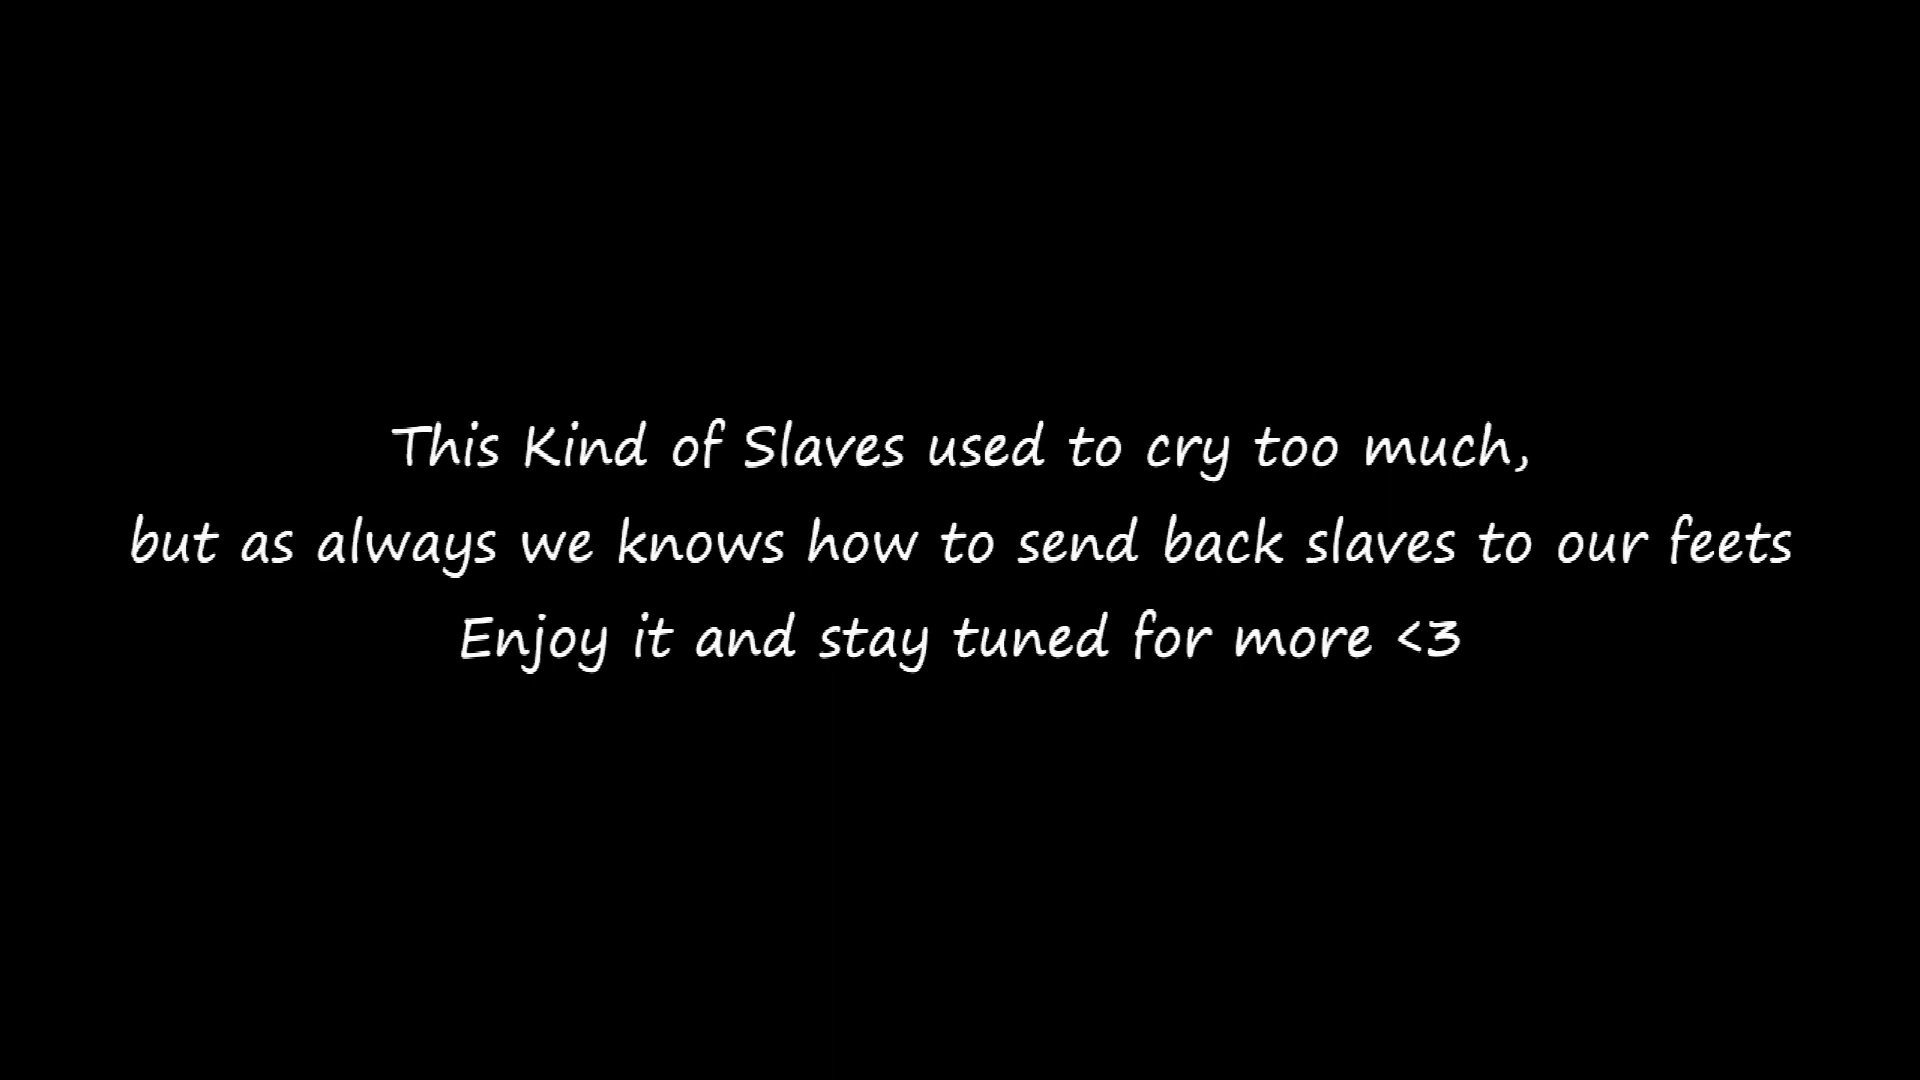 This Kind of Slaves used to cry too much,
but as always we knows how to send back slaves to our feets
Enjoy it and stay tuned for more <3